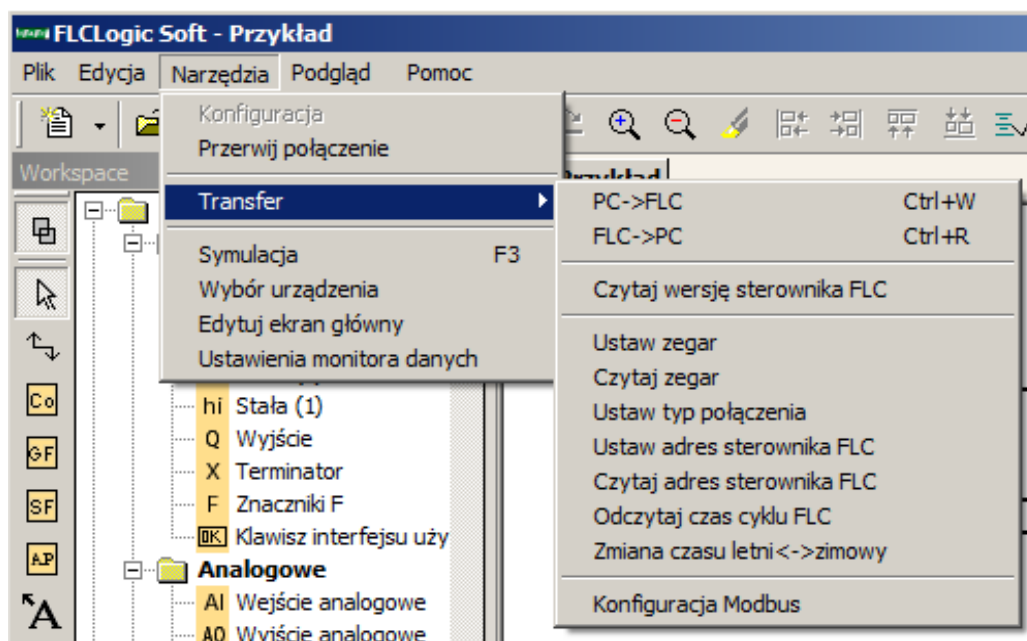 FLCLogic Soft - Przykład
Plik Edycja Narzędzia Podgląd Pomoc
Konfiguracja
Przerwij połączenie
Workspace
Przykład
Transfer
PC->FLC Ctrl+W
FLC->PC Ctrl+R
Symulacja F3
Czytaj wersję sterownika FLC
Wybór urządzenia
Edytuj ekran główny
Ustaw zegar
Ustawienia monitora danych
Czytaj zegar
Co
hi Stała (1)
Ustaw typ połączenia
Q Wyjście
Ustaw adres sterownika FLC
GF
X Terminator
Czytaj adres sterownika FLC
SF
F Znaczniki F
Odczytaj czas cyklu FLC
OK Klawisz interfejsu uży
Zmiana czasu letni<->zimowy
AP
Analogowe
A
AI Wejście analogowe
Konfiguracja Modbus
AQ Wyjście analogowe